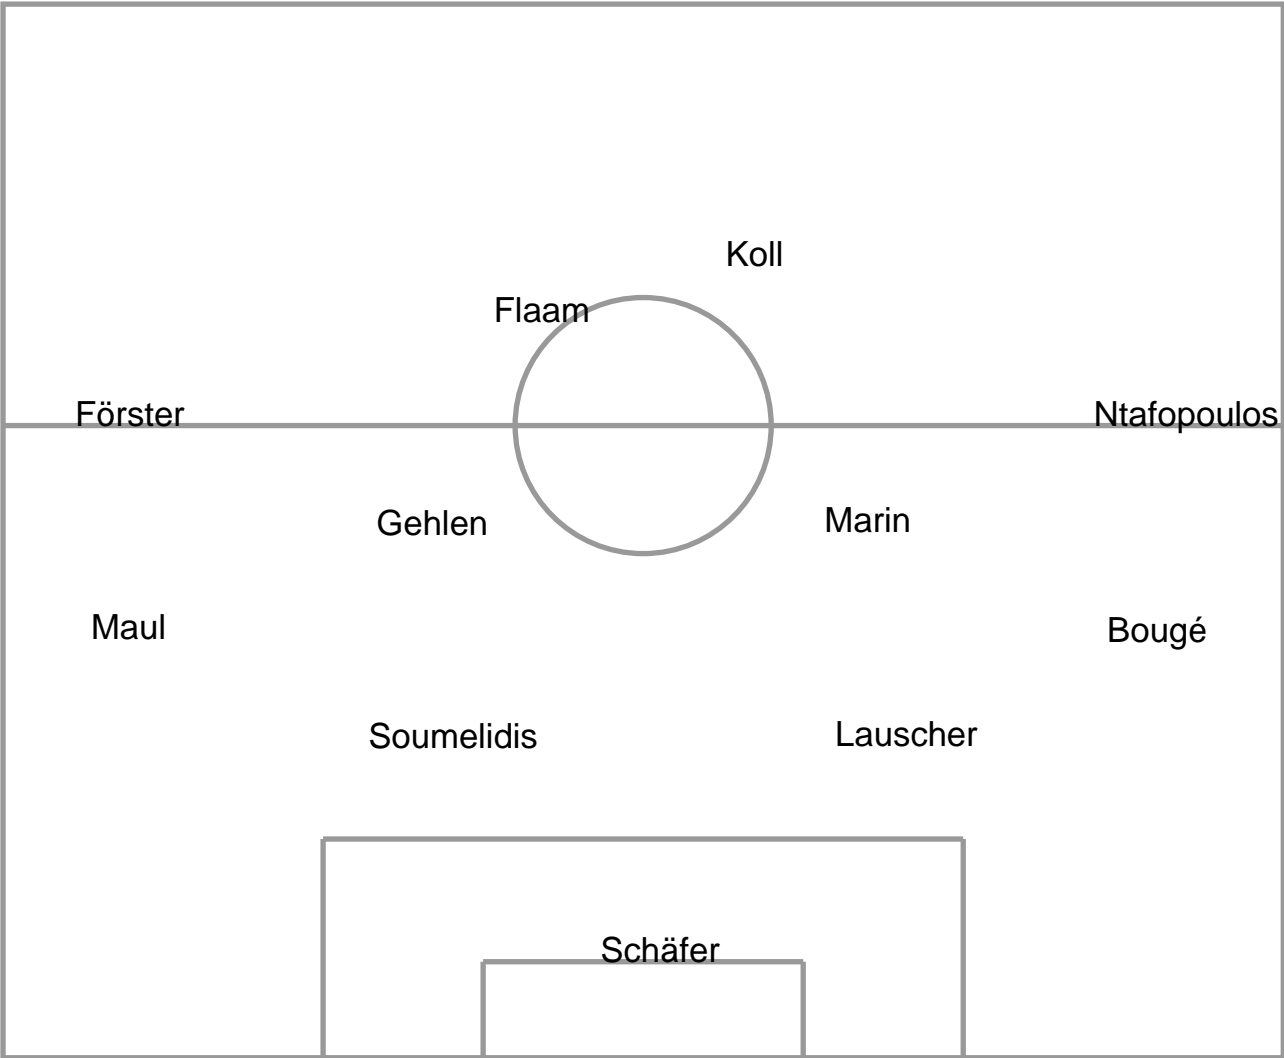 Koll
Flaam
Förster
Ntafopoulos
Gehlen
Marin
Maul
Bougé
Soumelidis
Lauscher
Schäfer